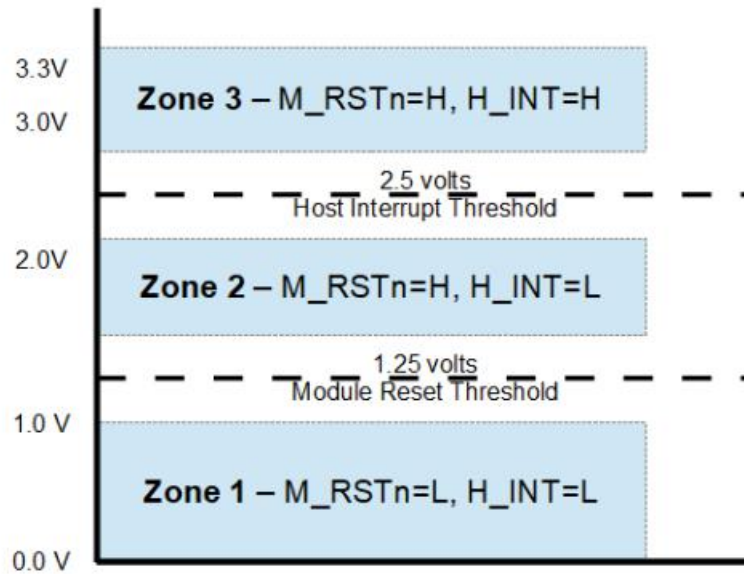 3.3V
Zone 3 – M_RSTn=H, H_INT=H
3.0V
2.5 volts
Host Interrupt Threshold
2.0V
Zone 2 – M_RSTn=H, H_INT=L
1.25 volts
Module Reset Threshold
1.0 V
Zone 1 – M_RSTn=L, H_INT=L
0.0 V